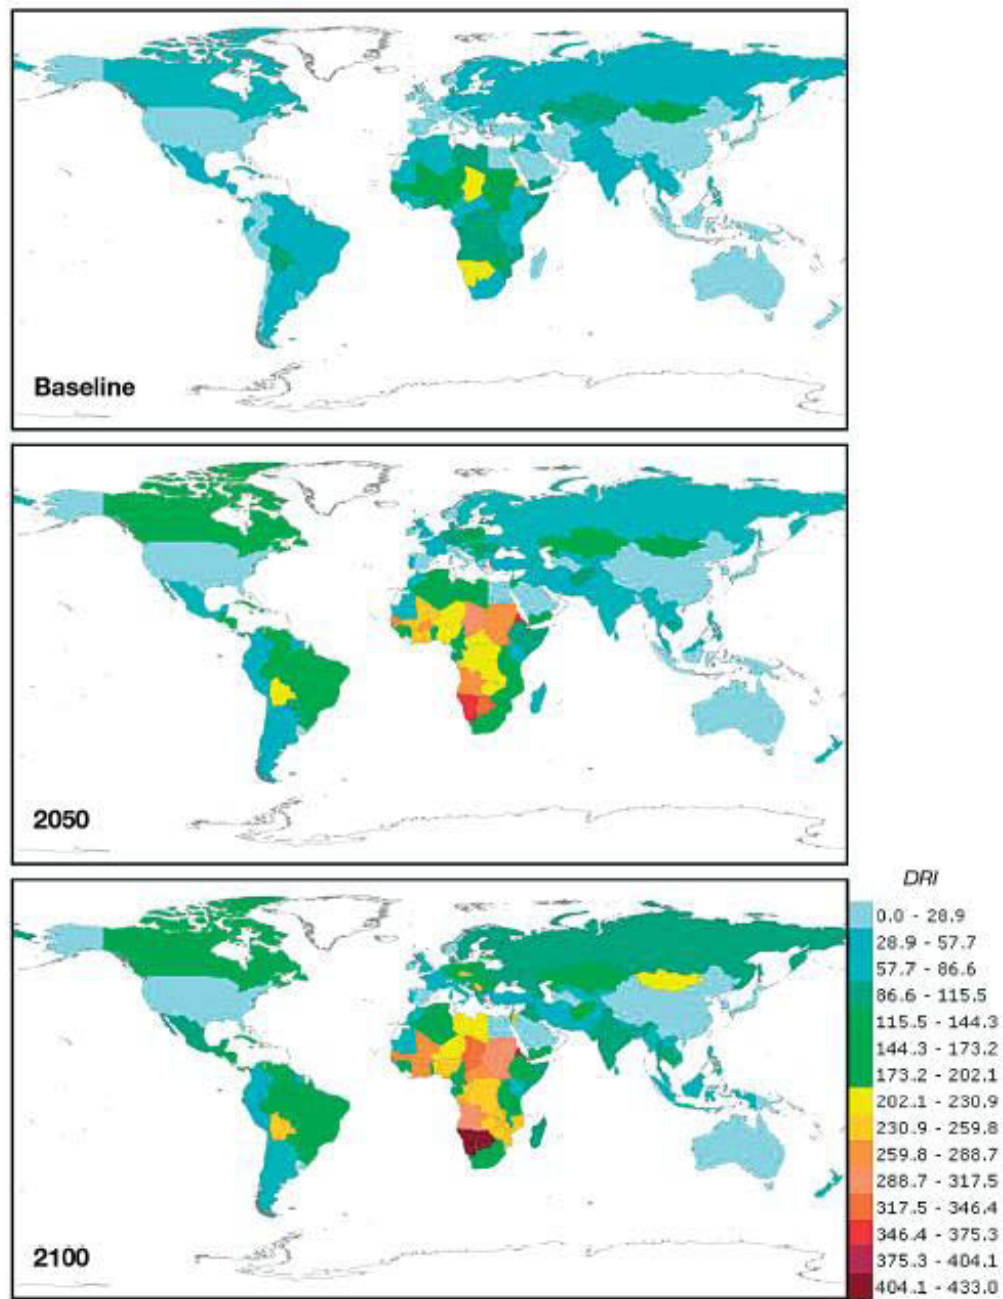 Baseline
2050
2100
DRI
0.0 - 28.9
28.9 - 57.7
57.7 - 86.6
86.6 - 115.5
115.5 - 144.3
144.3 - 173.2
173.2 - 202.1
202.1 - 230.9
230.9 - 259.8
259.8 - 288.7
288.7 - 317.5
317.5 - 346.4
346.4 - 375.3
375.3 - 404.1
404.1 - 433.0